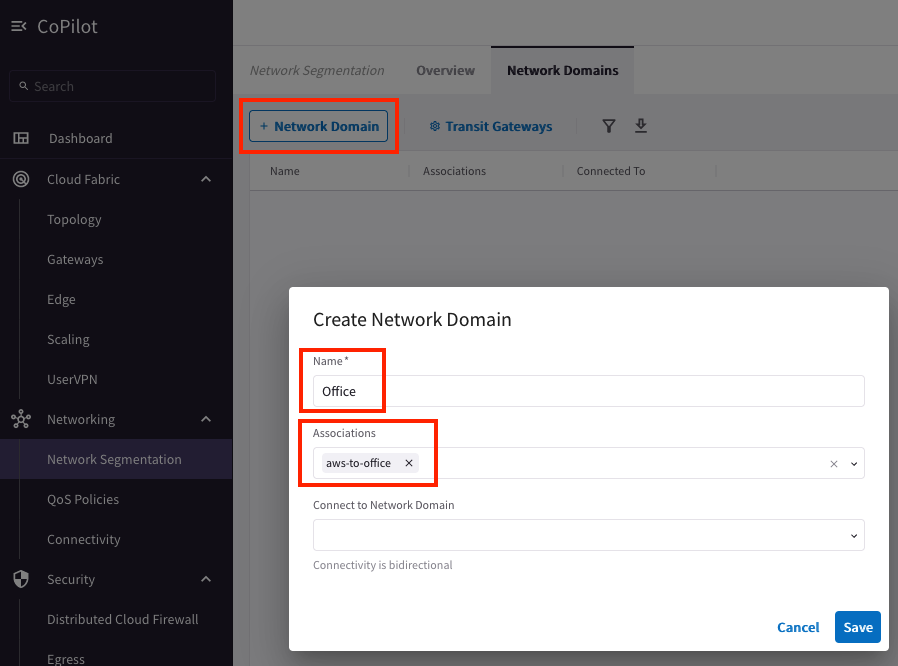 CoPilot
Search
Dashboard
Cloud Fabric
Topology
Gateways
Edge
Scaling
UserVPN
Networking
Network Segmentation
QoS Policies
Connectivity
Security
Distributed Cloud Firewall
Egress
Network Segmentation Overview Network Domains
+ Network Domain Transit Gateways
Name Associations Connected To
Create Network Domain
Name*
Office
Associations
aws-to-office ×
Connect to Network Domain
Connectivity is bidirectional
Cancel Save